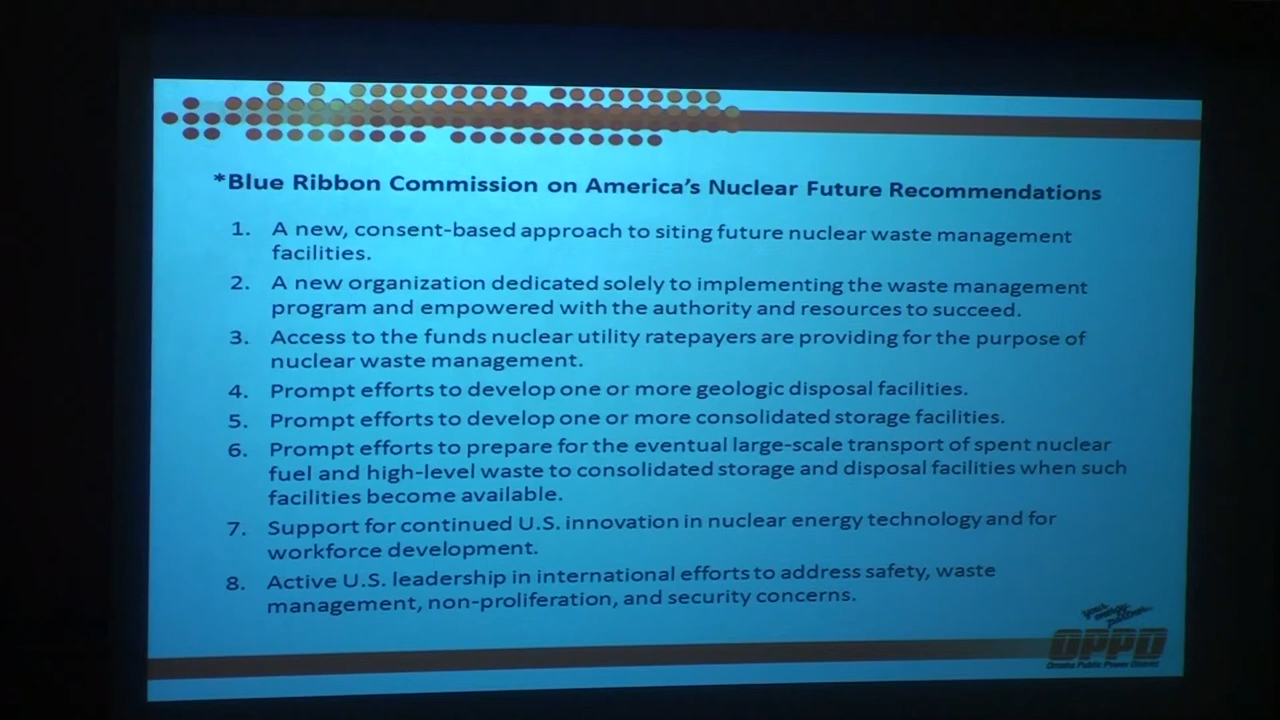 *Blue Ribbon Commission on America's Nuclear Future Recommendations
1. A new, consent-based approach to siting future nuclear waste management
facilities.
2. A new organization dedicated solely to implementing the waste management
program and empowered with the authority and resources to succeed.
3. Access to the funds nuclear utility ratepayers are providing for the purpose of
nuclear waste management.
4. Prompt efforts to develop one or more geologic disposal facilities.
5. Prompt efforts to develop one or more consolidated storage facilities.
6. Prompt efforts to prepare for the eventual large-scale transport of spent nuclear
fuel and high-level waste to consolidated storage and disposal facilities when such
facilities become available.
7. Support for continued U.S. innovation in nuclear energy technology and for
workforce development.
8. Active U.S. leadership in international efforts to address safety, waste
management, non-proliferation, and security concerns.
your
energy
partner
OPPD
Omaha Public Power District